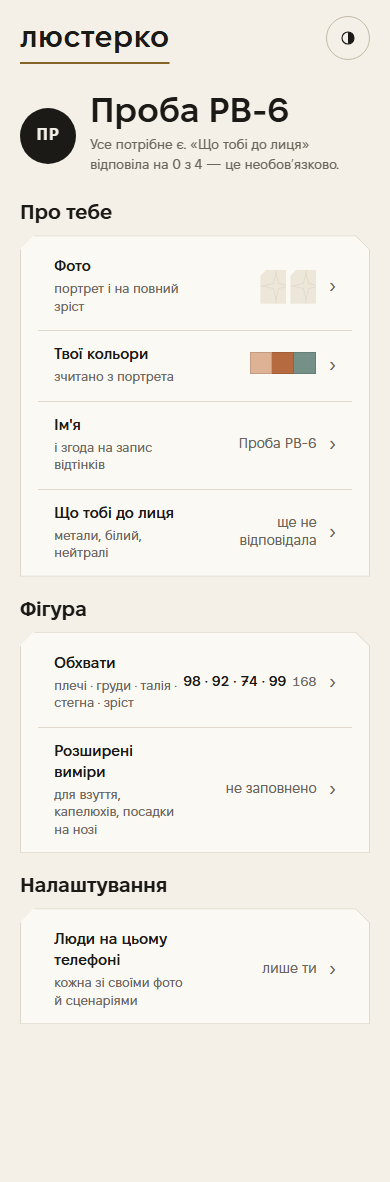 люстерко
ПР
Проба РВ-6
Усе потрібне є. «Що тобі до лиця»
відповіла на 0 з 4 — це необов'язково.
Про тебе
Фото
портрет і на повний
зріст
Твої кольори
зчитано з портрета
Ім'я
і згода на запис
відтінків
Проба РВ-6
Що тобі до лиця
метали, білий,
нейтралі
ще не
відповідала
Фігура
Обхвати
плечі · груди · талія ·
стегна · зріст
98 · 92 · 74 · 99 168
Розширені
виміри
для взуття,
капелюхів, посадки
на нозі
не заповнено
Налаштування
Люди на цьому
телефоні
кожна зі своїми фото
й сценаріями
лише ти